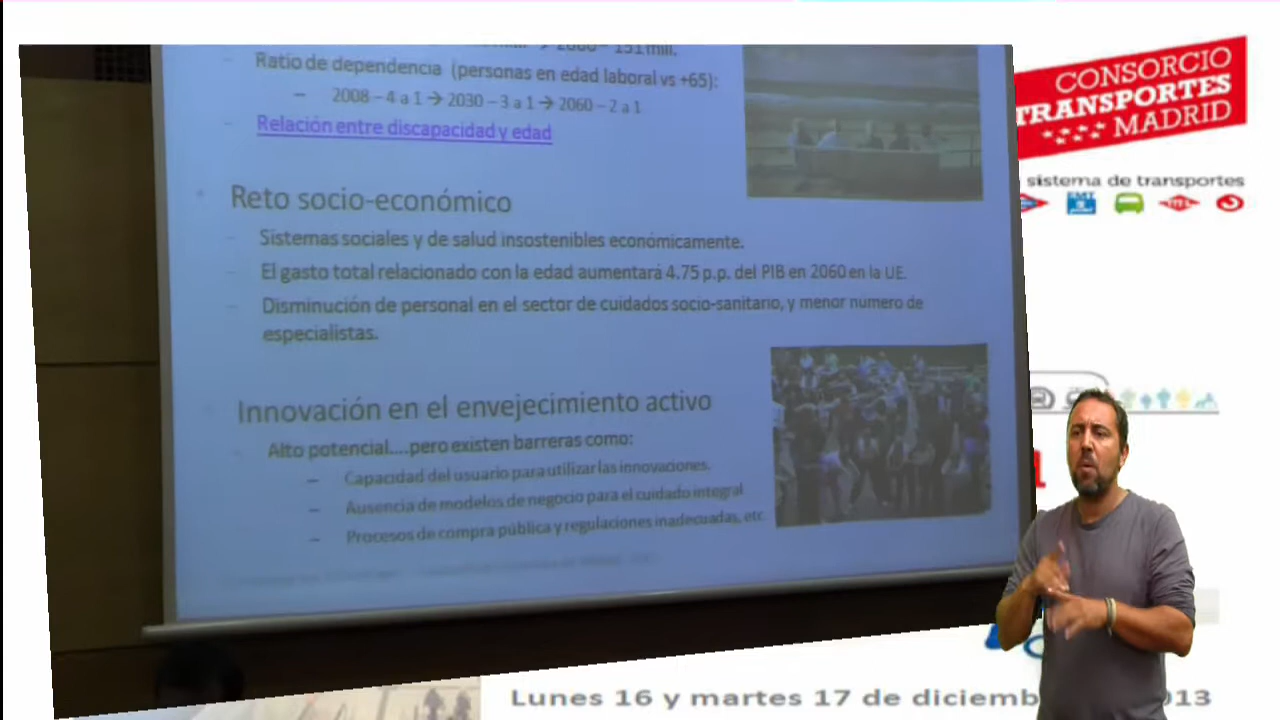 2060 – 151 mill.
Ratio de dependencia (personas en edad laboral vs +65):
2008 – 4 a 1 → 2030 – 3 a 1 → 2060 – 2 a 1
Relación entre discapacidad y edad
Reto socio-económico
Sistemas sociales y de salud insostenibles económicamente.
El gasto total relacionado con la edad aumentará 4.75 p.p. del PIB en 2060 en la UE.
Disminución de personal en el sector de cuidados socio-sanitario, y menor número de
especialistas.
Innovación en el envejecimiento activo
Alto potencial....pero existen barreras como:
– Capacidad del usuario para utilizar las innovaciones.
– Ausencia de modelos de negocio para el cuidado integral
– Procesos de compra pública y regulaciones inadecuadas, etc
CONSORCIO
TRANSPORTES
MADRID
sistema de transportes
EMT
Lunes 16 y martes 17 de diciemb 013